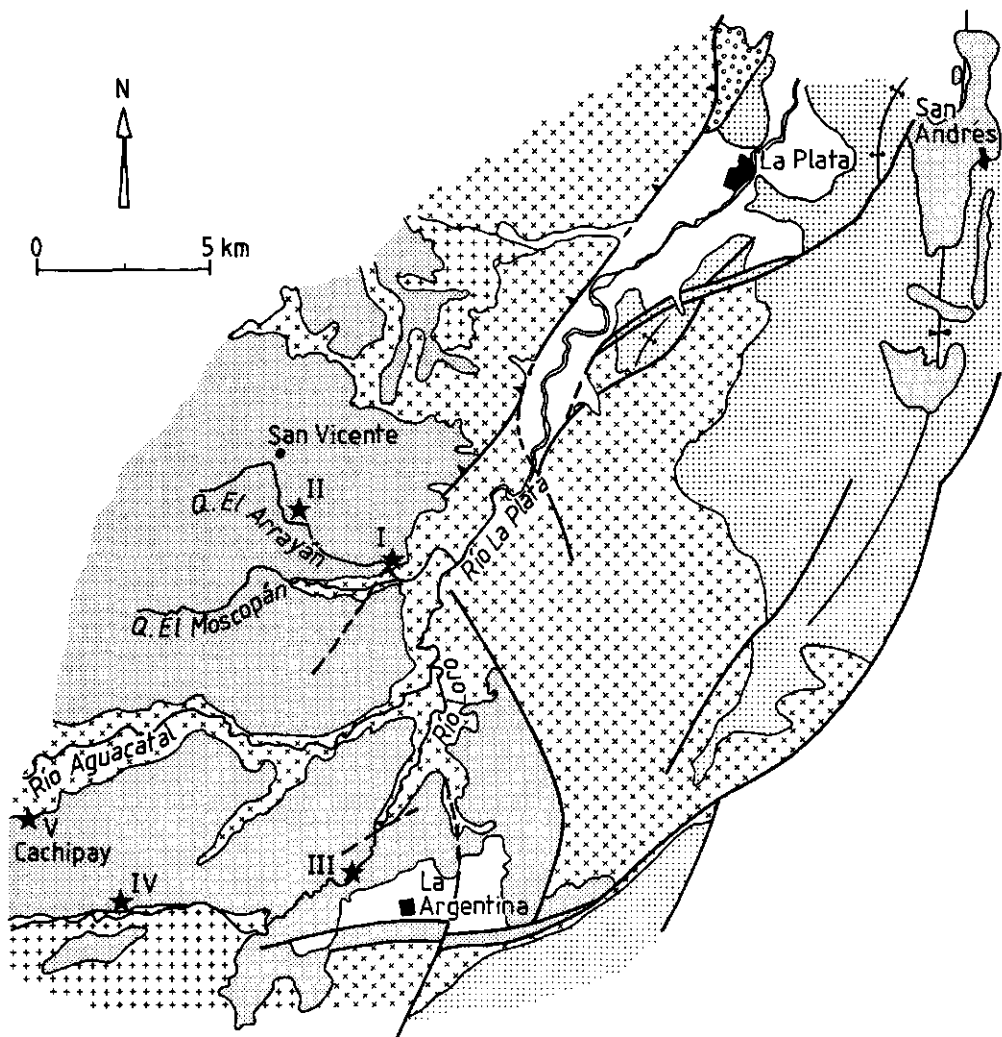 N
San
Andrés
La Plata
0 5 km
San Vicente
II
Q. El Arrayán
I
Río La Plata
Q. El Moscopán
Río Loro
Río Aguacatal
V
Cachipay
III
IV
La
Argentina